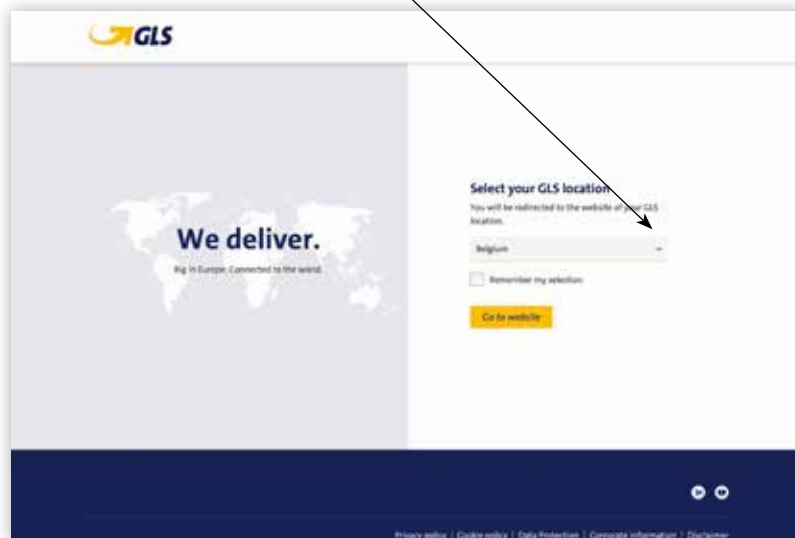 GLS
We deliver.
Big in Europe. Connected to the world.
Select your GLS location
You will be redirected to the website of your GLS
location.
Belgium
Remember my selection
Go to website
Privacy policy | Cookie policy | Data Protection | Corporate information | Disclaimer